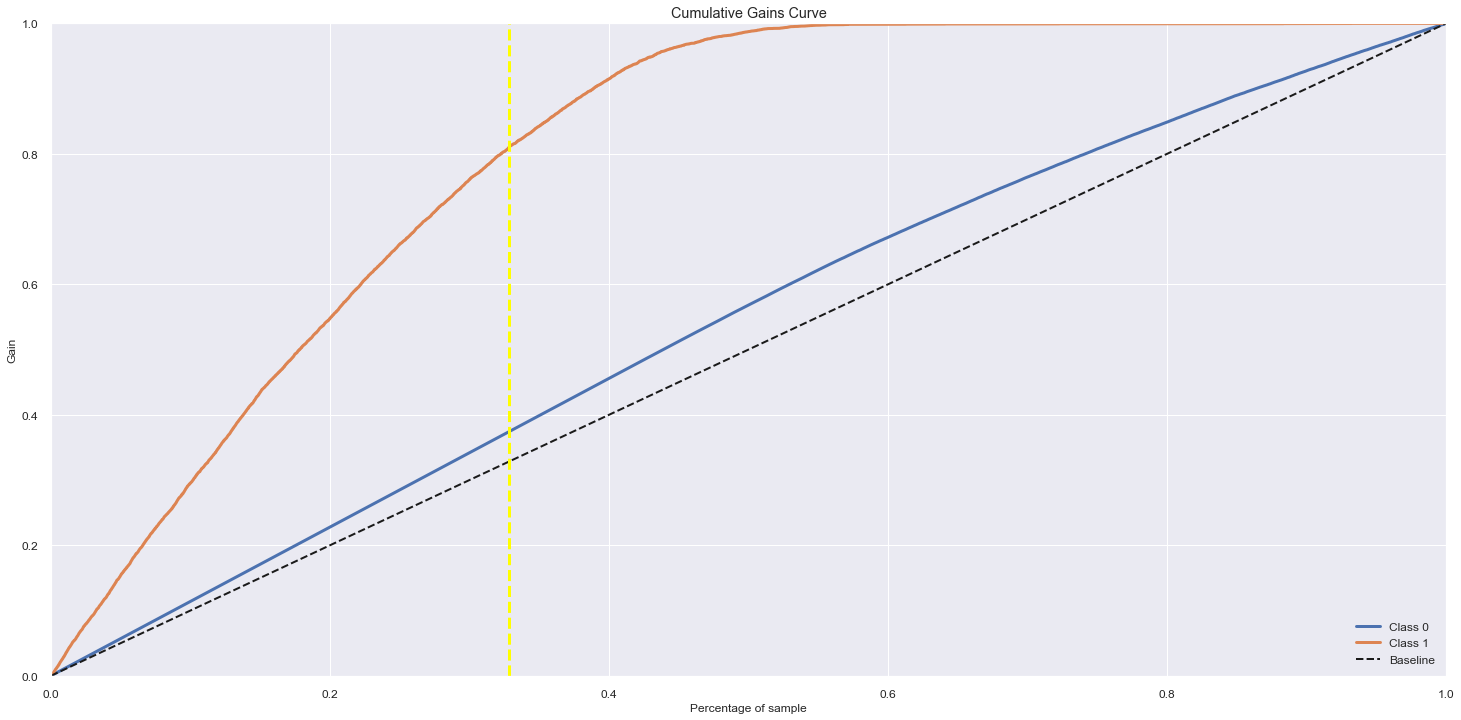 Cumulative Gains Curve
1.0
0.8
0.6
0.4
0.2
0.0
Gain
0.0 0.2 0.4 0.6 0.8 1.0
Percentage of sample
Class 0
Class 1
Baseline